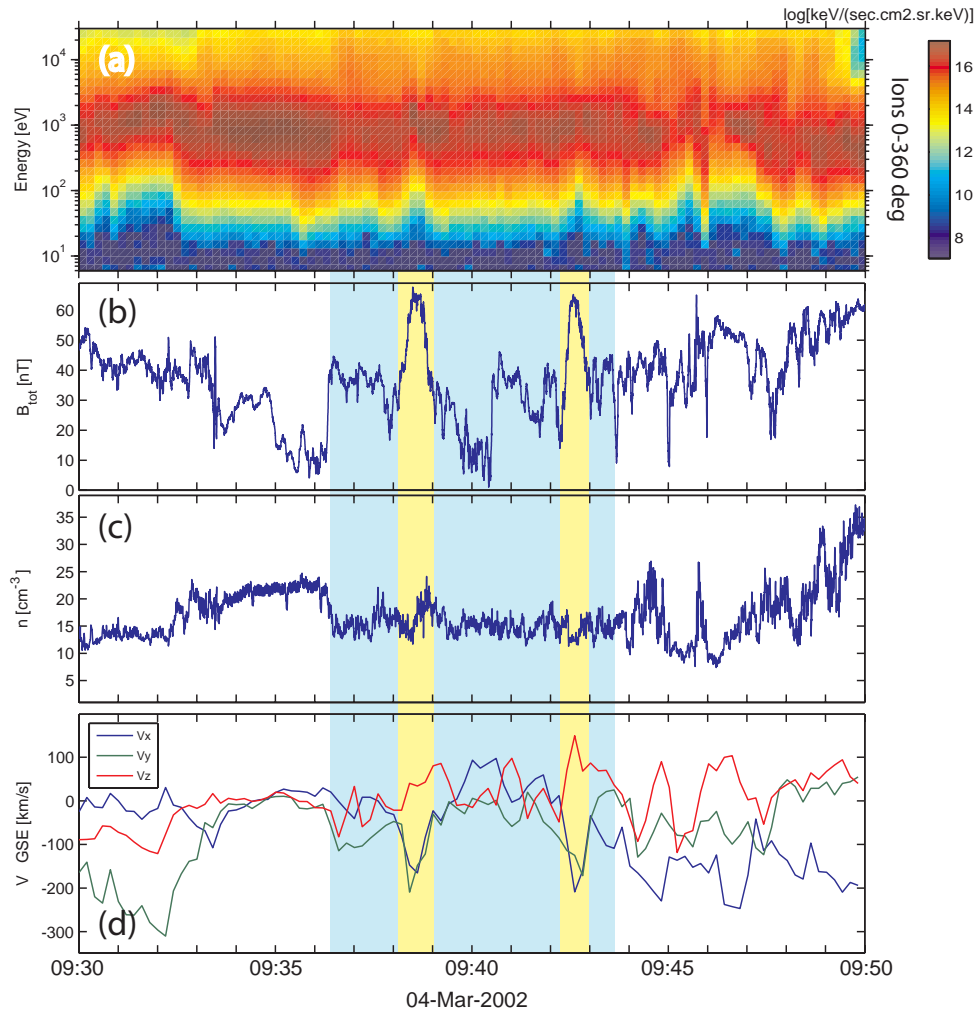 log[keV/(sec.cm2.sr.keV)]
(a)
Energy [eV]
10^4
10^3
10^2
10^1
Ions 0-360 deg
16
14
12
10
8
(b)
B_tot [nT]
60
50
40
30
20
10
0
(c)
n [cm^-3]
35
30
25
20
15
10
5
Vx
Vy
Vz
V GSE [km/s]
100
0
-100
-200
-300
(d)
09:30 09:35 09:40 09:45 09:50
04-Mar-2002